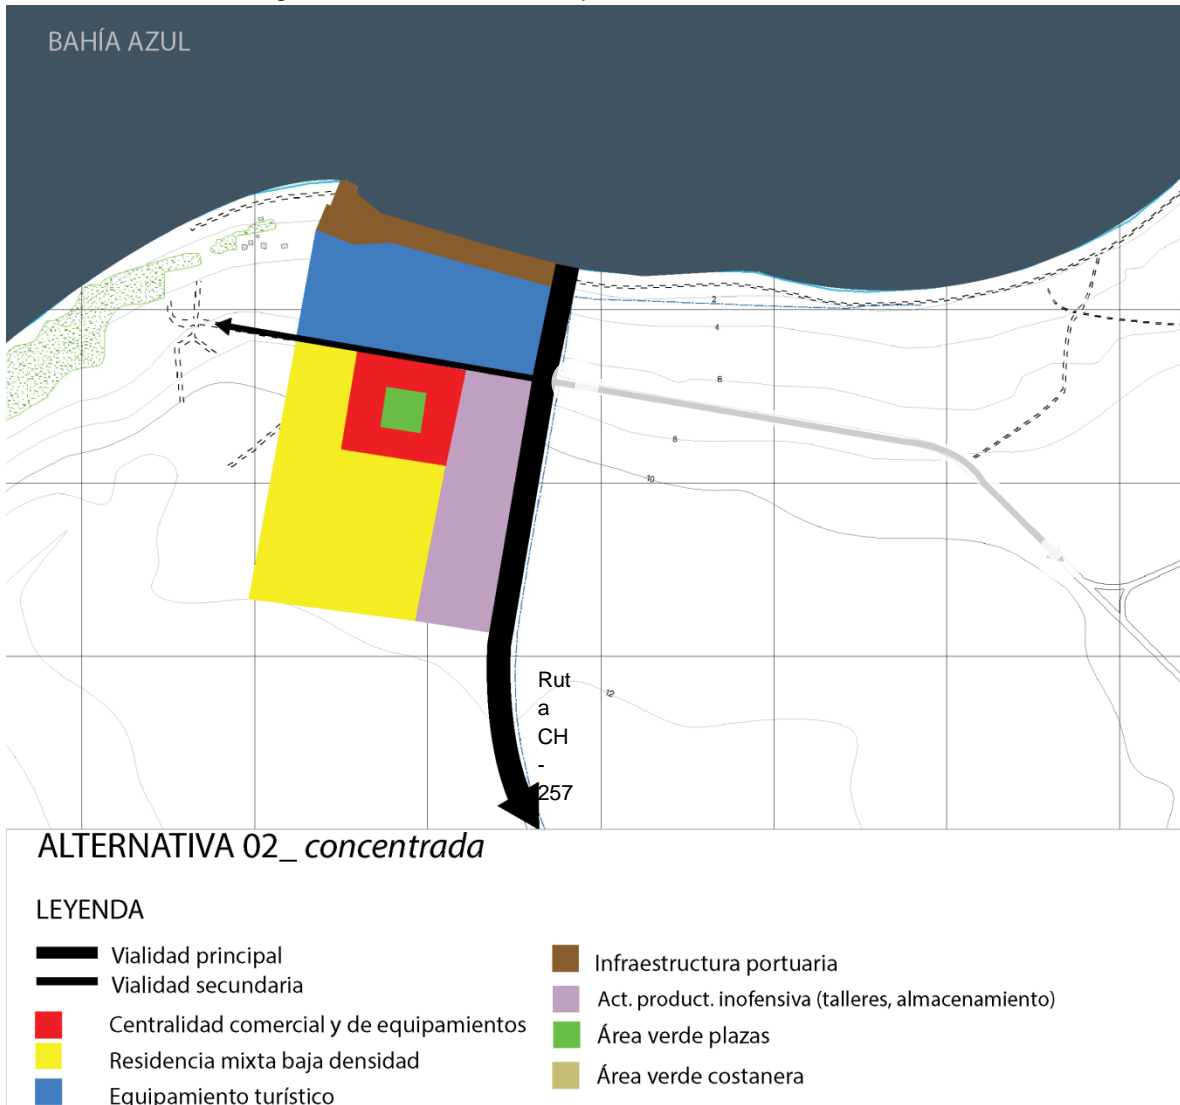 BAHÍA AZUL
2
4
6
8
10
12
Rut
a
CH
-
257
ALTERNATIVA 02_ concentrada
LEYENDA
Vialidad principal
Vialidad secundaria
Centralidad comercial y de equipamientos
Residencia mixta baja densidad
Equipamiento turístico
Infraestructura portuaria
Act. product. inofensiva (talleres, almacenamiento)
Área verde plazas
Área verde costanera